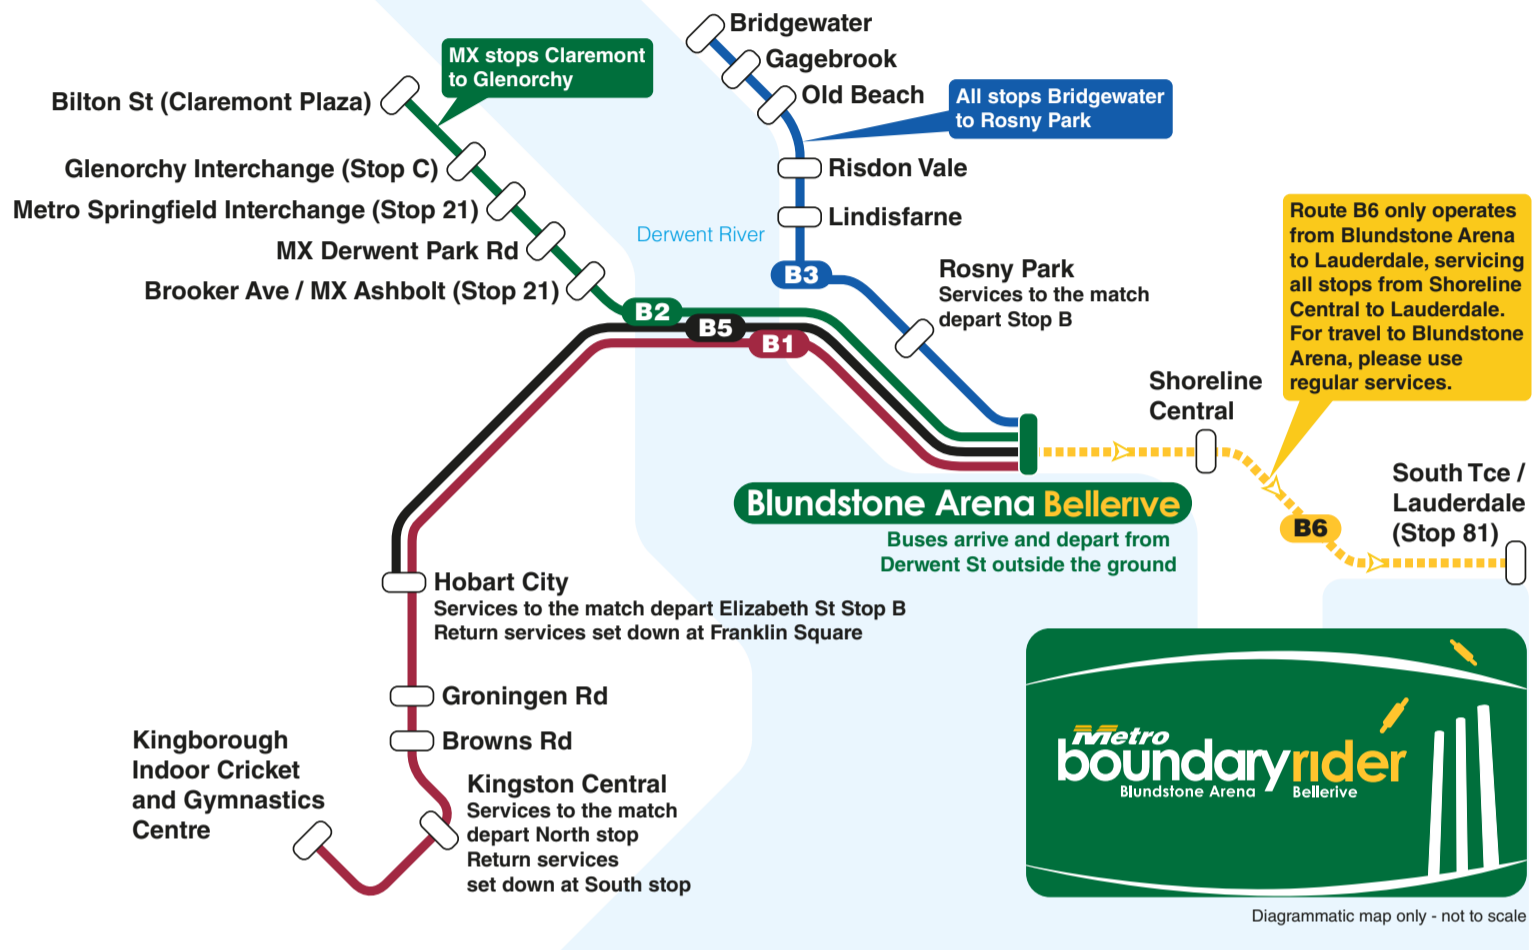 Bridgewater
Gagebrook
Old Beach
MX stops Claremont
to Glenorchy
All stops Bridgewater
to Rosny Park
Bilton St (Claremont Plaza)
Glenorchy Interchange (Stop C)
Metro Springfield Interchange (Stop 21)
MX Derwent Park Rd
Brooker Ave / MX Ashbolt (Stop 21)
Risdon Vale
Lindisfarne
Derwent River
B3
Rosny Park
Services to the match
depart Stop B
B2
B5
B1
Route B6 only operates
from Blundstone Arena
to Lauderdale, servicing
all stops from Shoreline
Central to Lauderdale.
For travel to Blundstone
Arena, please use
regular services.
Shoreline
Central
South Tce /
Lauderdale
(Stop 81)
B6
Blundstone Arena Bellerive
Buses arrive and depart from
Derwent St outside the ground
Hobart City
Services to the match depart Elizabeth St Stop B
Return services set down at Franklin Square
Groningen Rd
Browns Rd
Kingston Central
Services to the match
depart North stop
Return services
set down at South stop
Kingborough
Indoor Cricket
and Gymnastics
Centre
Metro
boundaryrider
Blundstone Arena Bellerive
Diagrammatic map only - not to scale